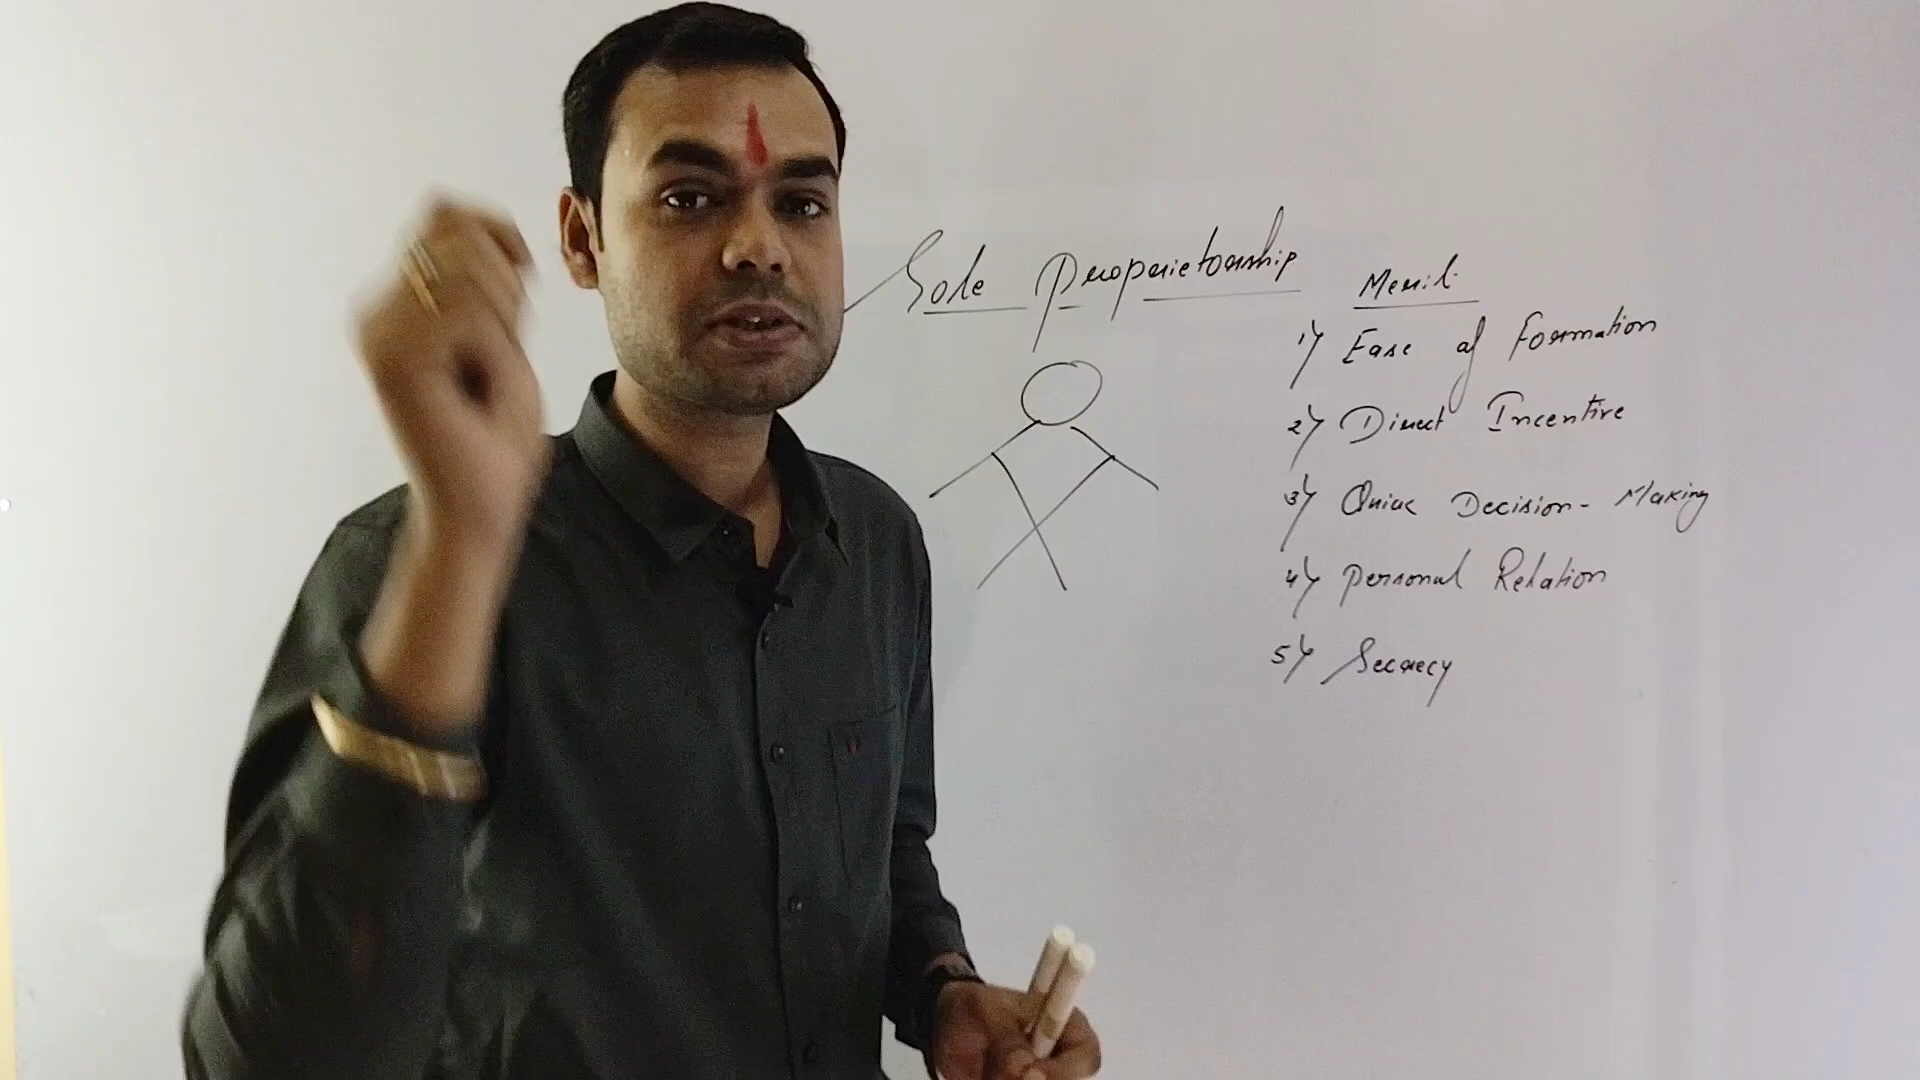 Sole Proprietorship
Merit
1) Ease of Formation
2) Direct Incentive
3) Quick Decision-Making
4) Personal Relation
5) Secrecy